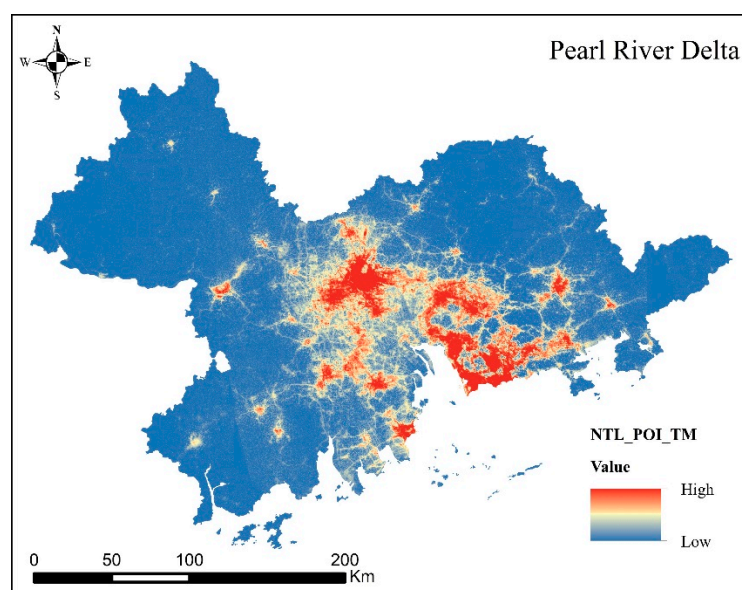 N
Pearl River Delta
W E
S
NTL_POI_TM
Value
High
Low
0 50 100 200
Km